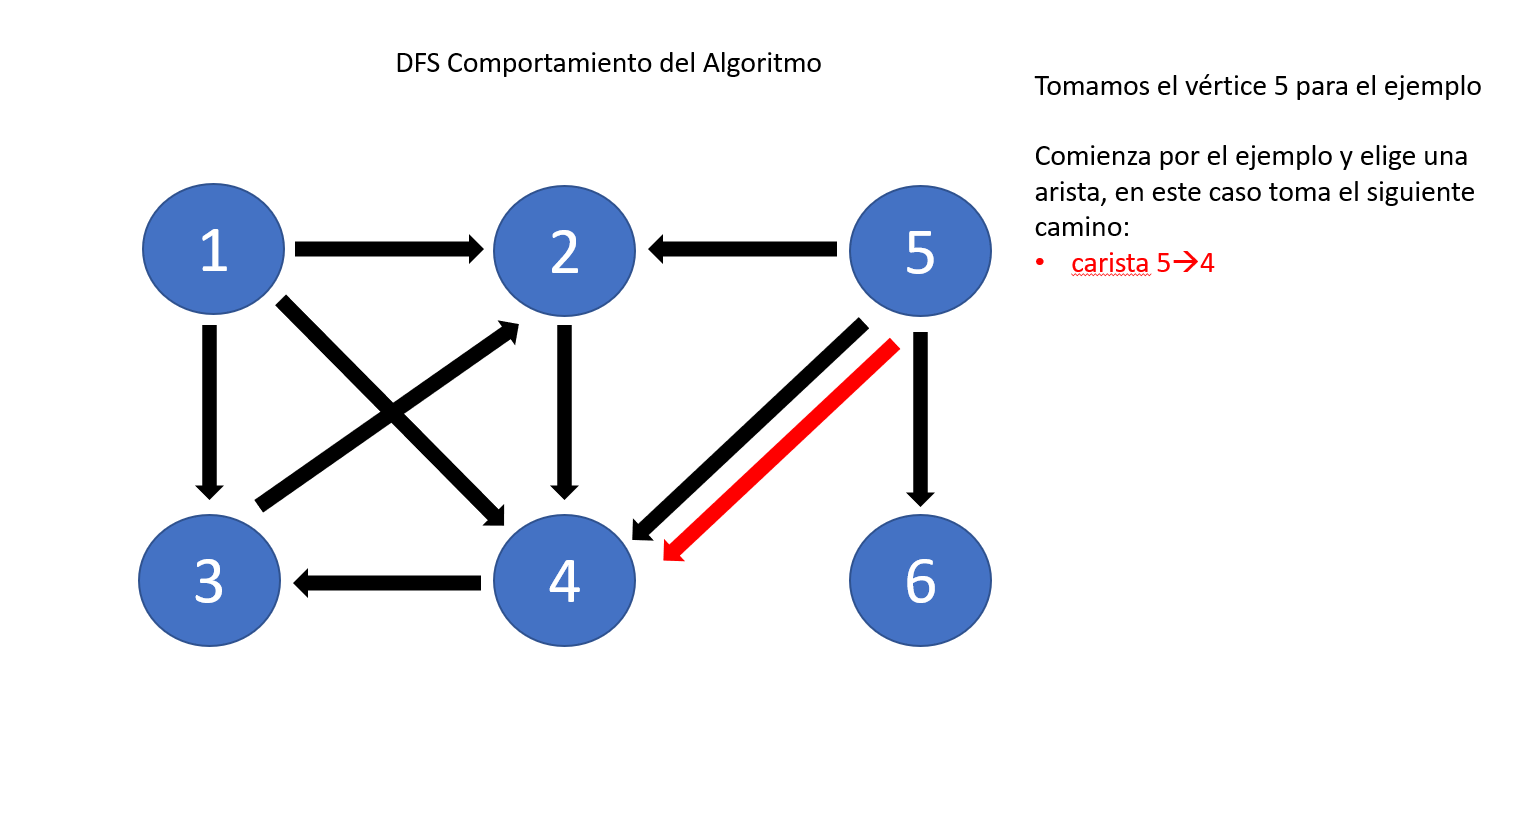 DFS Comportamiento del Algoritmo
Tomamos el vértice 5 para el ejemplo
Comienza por el ejemplo y elige una
arista, en este caso toma el siguiente
camino:
• carista 5→4
1
2
5
3
4
6